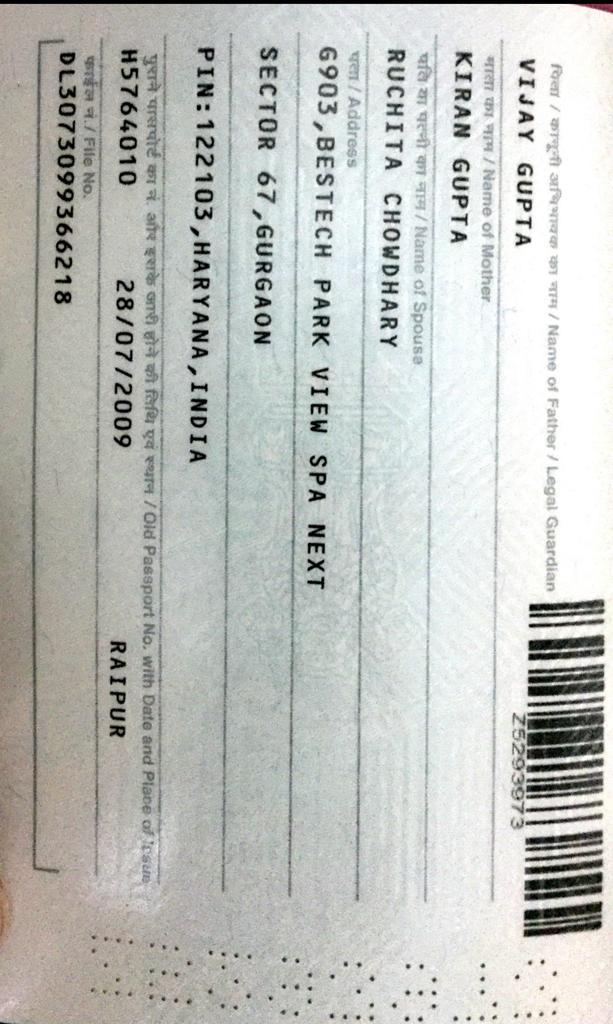 पिता / कानूनी अभिभावक का नाम / Name of Father / Legal Guardian
VIJAY GUPTA
Z5293973
माता का नाम / Name of Mother
KIRAN GUPTA
पति या पत्नी का नाम / Name of Spouse
RUCHITA CHOWDHARY
पता / Address
G903,BESTECH PARK VIEW SPA NEXT
SECTOR 67,GURGAON
PIN:122103,HARYANA,INDIA
पुराने पासपोर्ट का नं. और इसके जारी होने की तिथि एवं स्थान / Old Passport No. with Date and Place of Issue
H5764010 28/07/2009 RAIPUR
फाईल नं. / File No.
DL3073099366218